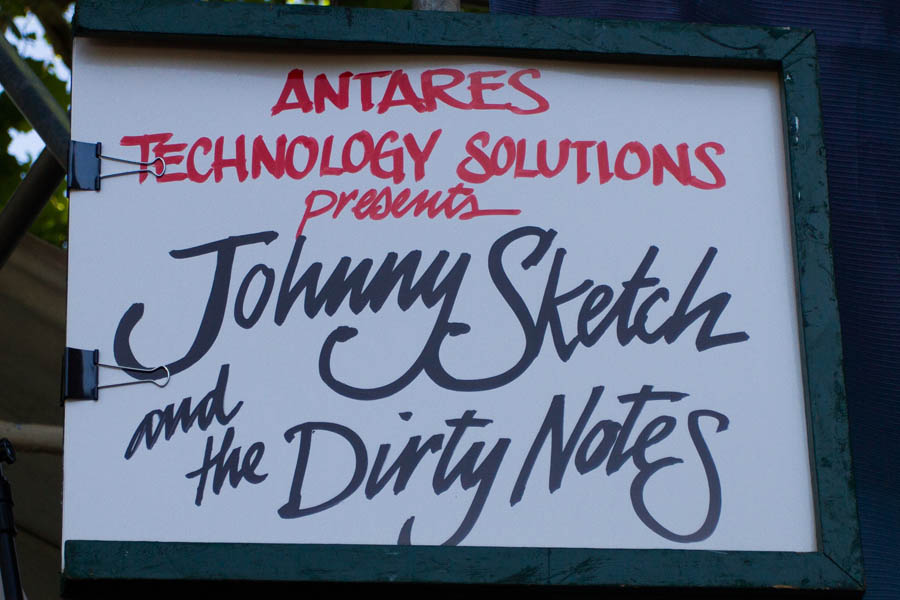 ANTARES
TECHNOLOGY SOLUTIONS
presents
Johnny Sketch
and the Dirty Notes